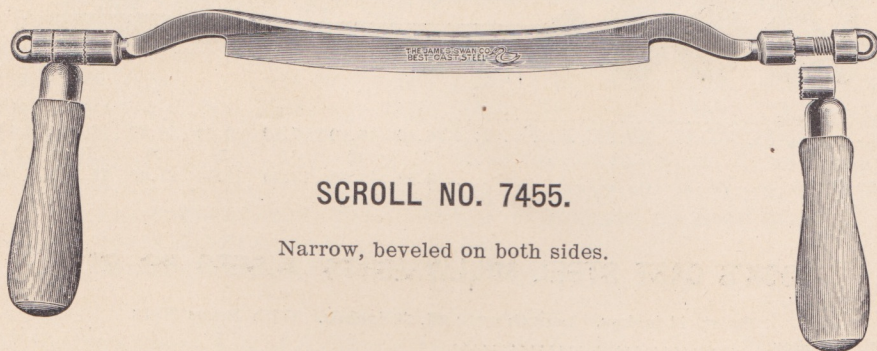 THE JAMES SWAN CO.
BEST CAST STEEL
SCROLL NO. 7455.
Narrow, beveled on both sides.